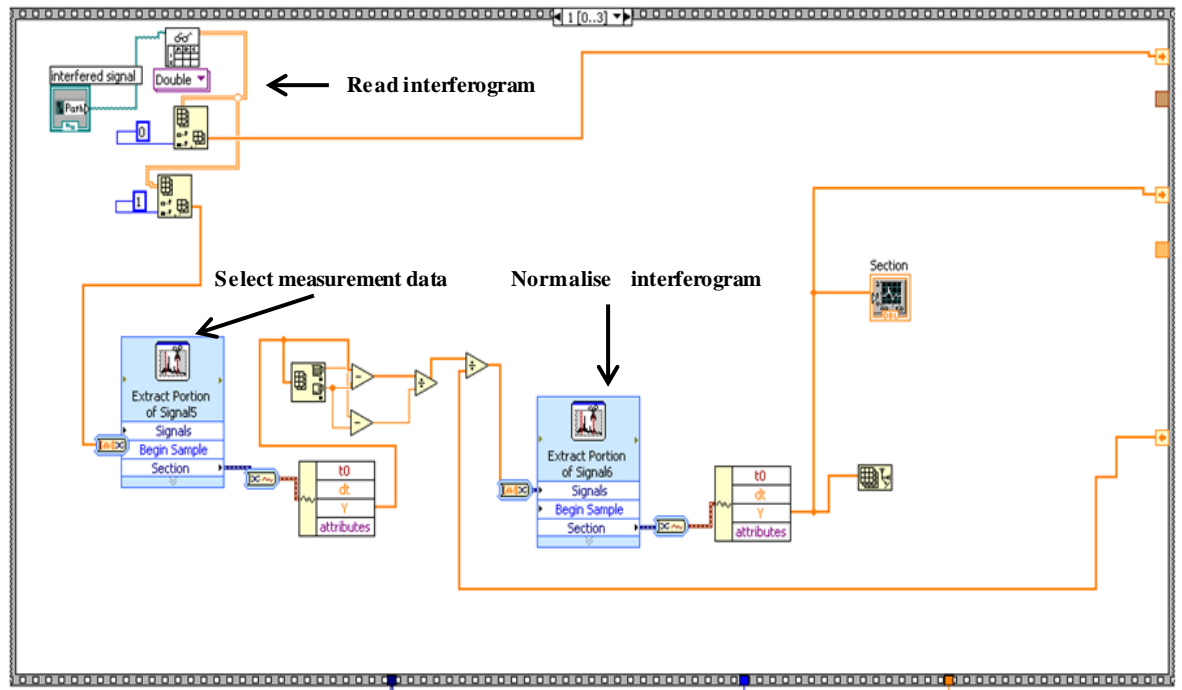 1 [0..3]
interfered signal
Path
Double
Read interferogram
0
1
Select measurement data
Normalise interferogram
Section
Extract Portion
of Signal5
Signals
Begin Sample
Section
t0
dt
Y
attributes
Extract Portion
of Signal6
Signals
Begin Sample
Section
t0
dt
Y
attributes